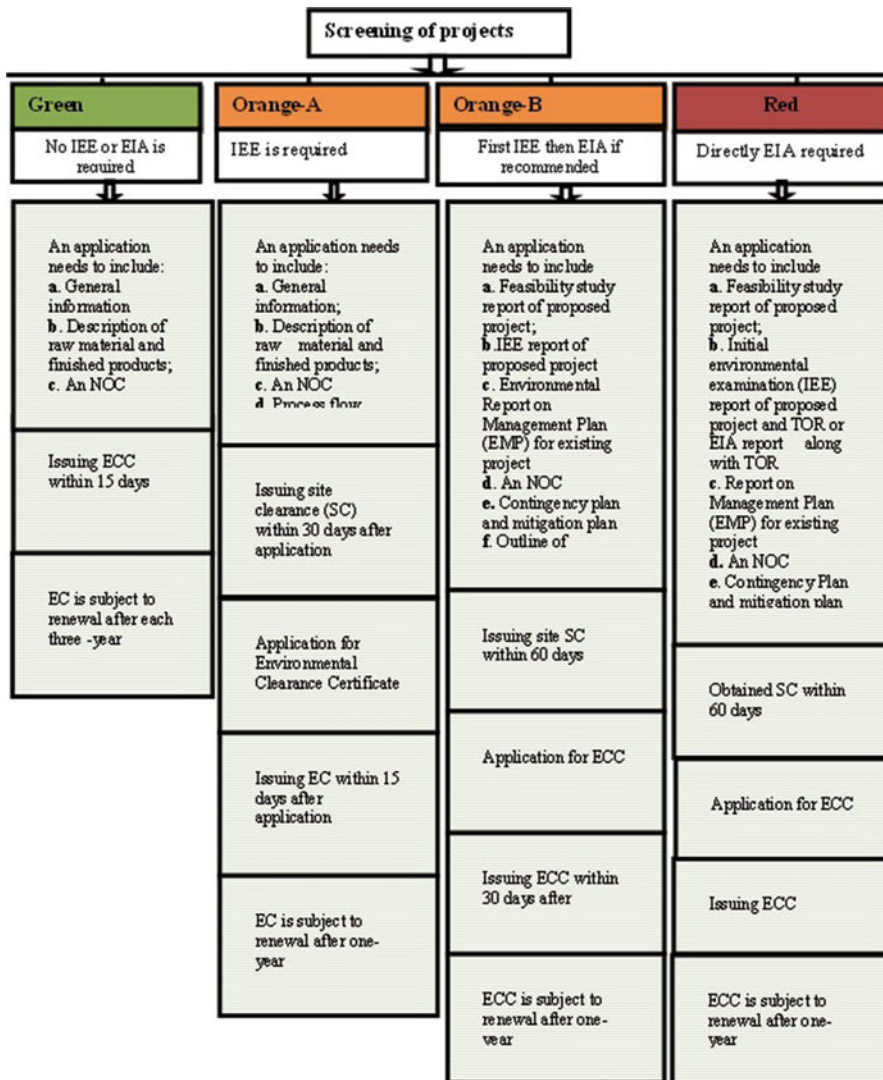 Screening of projects
Green
No IEE or EIA is
required
An application
needs to include:
a. General
information
b. Description of
raw material and
finished products;
c. An NOC
Issuing ECC
within 15 days
EC is subject to
renewal after each
three -year
Orange-A
IEE is required
An application needs
to include:
a. General
information;
b. Description of
raw material and
finished products;
c. An NOC
d. Process flow
Issuing site
clearance (SC)
within 30 days after
application
Application for
Environmental
Clearance Certificate
Issuing EC within 15
days after
application
EC is subject to
renewal after one-
year
Orange-B
First IEE then EIA if
recommended
An application
needs to include
a. Feasibility study
report of proposed
project;
b.IEE report of
proposed project
c. Environmental
Report on
Management Plan
(EMP) for existing
project
d. An NOC
e. Contingency plan
and mitigation plan
f. Outline of
Issuing site SC
within 60 days
Application for ECC
Issuing ECC within
30 days after
ECC is subject to
renewal after one-
year
Red
Directly EIA required
An application
needs to include
a. Feasibility study
report of proposed
project;
b. Initial
environmental
examination (IEE)
report of proposed
project and TOR or
EIA report along
with TOR
c. Report on
Management Plan
(EMP) for existing
project
d. An NOC
e. Contingency Plan
and mitigation plan
Obtained SC within
60 days
Application for ECC
Issuing ECC
ECC is subject to
renewal after one-
year